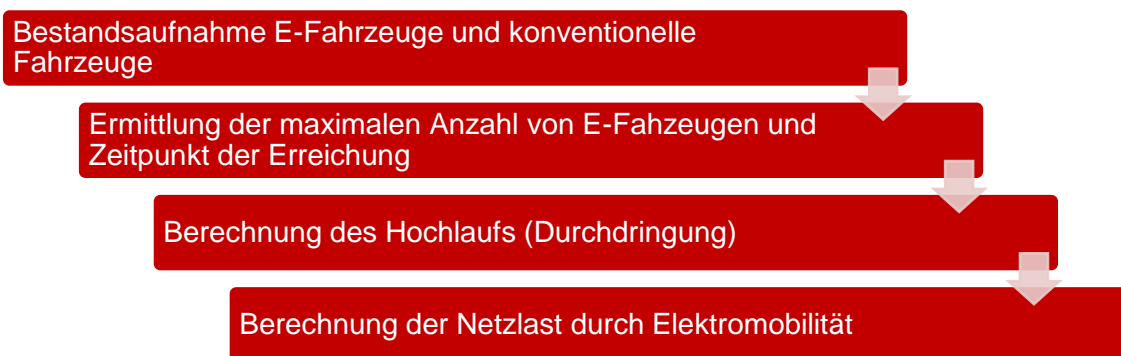 Bestandsaufnahme E-Fahrzeuge und konventionelle
Fahrzeuge
Ermittlung der maximalen Anzahl von E-Fahzeugen und
Zeitpunkt der Erreichung
Berechnung des Hochlaufs (Durchdringung)
Berechnung der Netzlast durch Elektromobilität